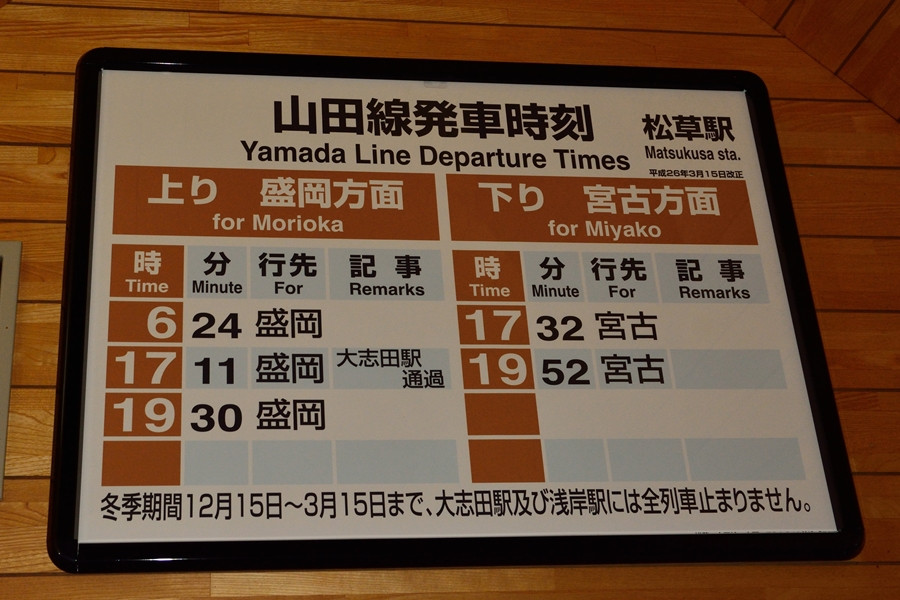 山田線発車時刻
松草駅
Yamada Line Departure Times
Matsukusa sta.
平成26年3月15日改正
上り 盛岡方面
for Morioka
時 分 行先 記事
Time Minute For Remarks
6 24 盛岡
17 11 盛岡 大志田駅
通過
19 30 盛岡
下り 宮古方面
for Miyako
時 分 行先 記事
Time Minute For Remarks
17 32 宮古
19 52 宮古
冬季期間12月15日〜3月15日まで、大志田駅及び浅岸駅には全列車止まりません。